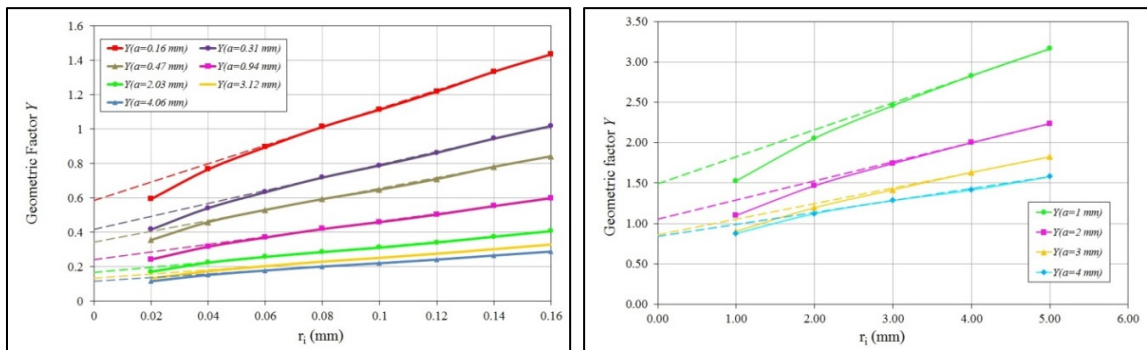 1.6
1.4
1.2
1
0.8
0.6
0.4
0.2
0
Geometric Factor Y
Y(a=0.16 mm) Y(a=0.31 mm)
Y(a=0.47 mm) Y(a=0.94 mm)
Y(a=2.03 mm) Y(a=3.12 mm)
Y(a=4.06 mm)
0 0.02 0.04 0.06 0.08 0.1 0.12 0.14 0.16
ri (mm)
3.50
3.00
2.50
2.00
1.50
1.00
0.50
0.00
Geometric factor Y
Y(a=1 mm)
Y(a=2 mm)
Y(a=3 mm)
Y(a=4 mm)
0.00 1.00 2.00 3.00 4.00 5.00 6.00
ri (mm)